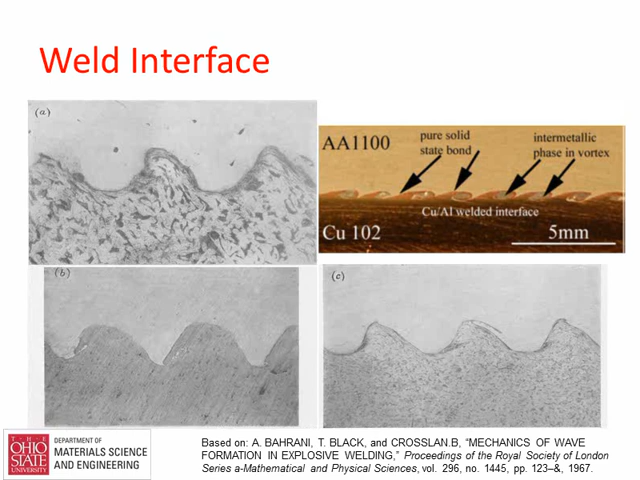 Weld Interface
(a)
AA1100
pure solid
state bond
intermetallic
phase in vortex
Cu/Al welded interface
Cu 102
5mm
(b)
(c)
T · H · E
OHIO
STATE
UNIVERSITY
DEPARTMENT OF
MATERIALS SCIENCE
AND ENGINEERING
Based on: A. BAHRANI, T. BLACK, and CROSSLAN.B, “MECHANICS OF WAVE
FORMATION IN EXPLOSIVE WELDING,” Proceedings of the Royal Society of London
Series a-Mathematical and Physical Sciences, vol. 296, no. 1445, pp. 123–&, 1967.